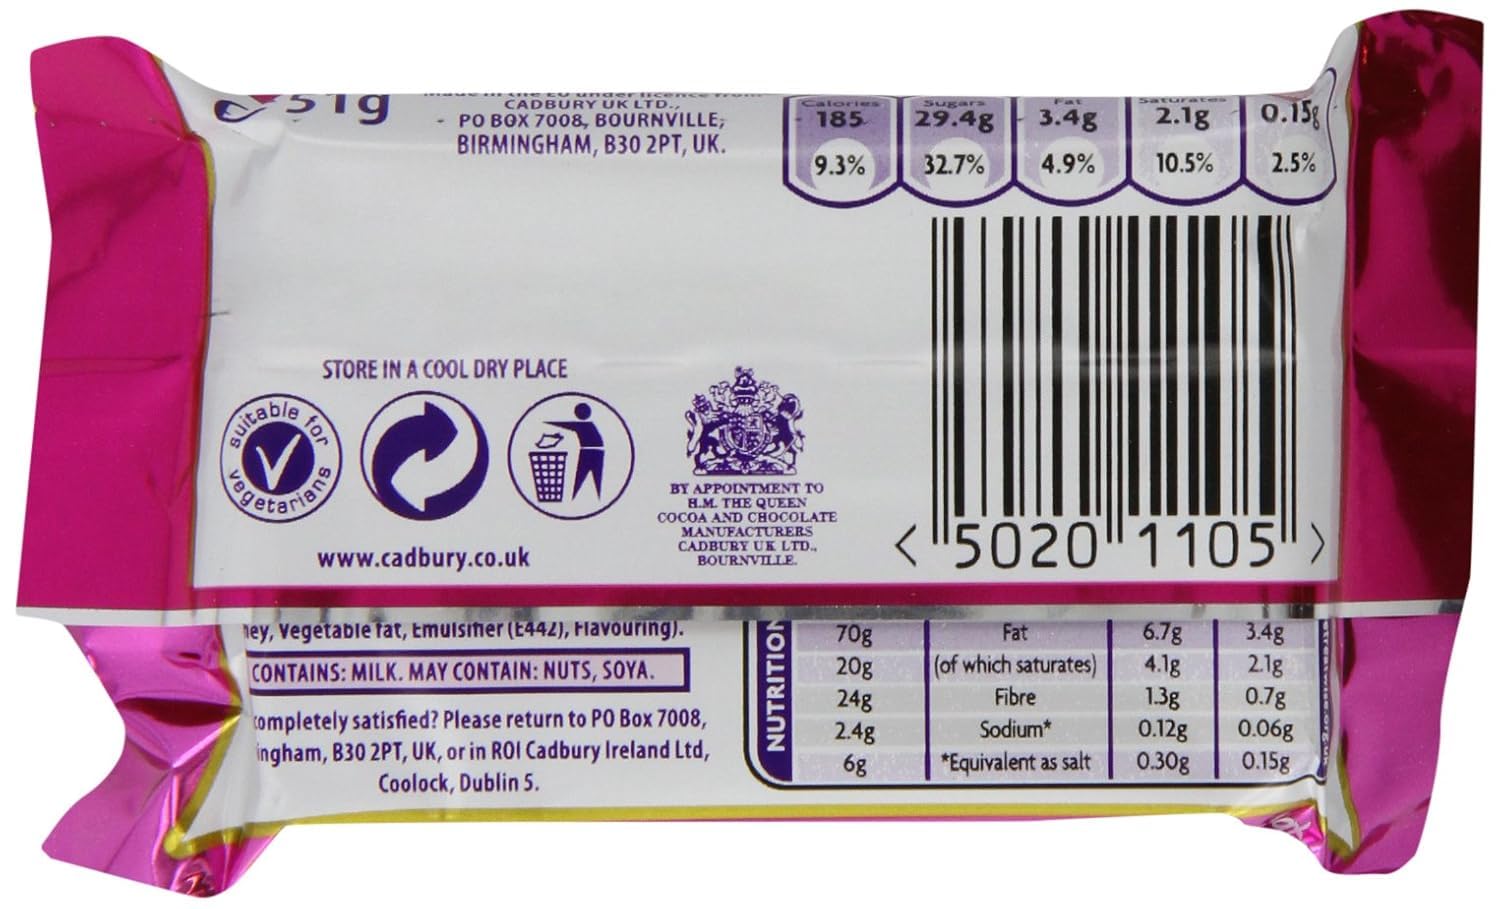 51g
CADBURY UK LTD.,
PO BOX 7008, BOURNVILLE,
BIRMINGHAM, B30 2PT, UK.
Calories Sugars Fat Saturates
185 29.4g 3.4g 2.1g 0.15g
9.3% 32.7% 4.9% 10.5% 2.5%
STORE IN A COOL DRY PLACE
suitable for vegetarians
www.cadbury.co.uk
BY APPOINTMENT TO
H.M. THE QUEEN
COCOA AND CHOCOLATE
MANUFACTURERS
CADBURY UK LTD.,
BOURNVILLE.
< 5020 1105 >
ney, Vegetable fat, Emulsifier (E442), Flavouring).
CONTAINS: MILK. MAY CONTAIN: NUTS, SOYA.
completely satisfied? Please return to PO Box 7008,
ingham, B30 2PT, UK, or in ROI Cadbury Ireland Ltd,
Coolock, Dublin 5.
NUTRITION
70g Fat 6.7g 3.4g
20g (of which saturates) 4.1g 2.1g
24g Fibre 1.3g 0.7g
2.4g Sodium* 0.12g 0.06g
6g *Equivalent as salt 0.30g 0.15g